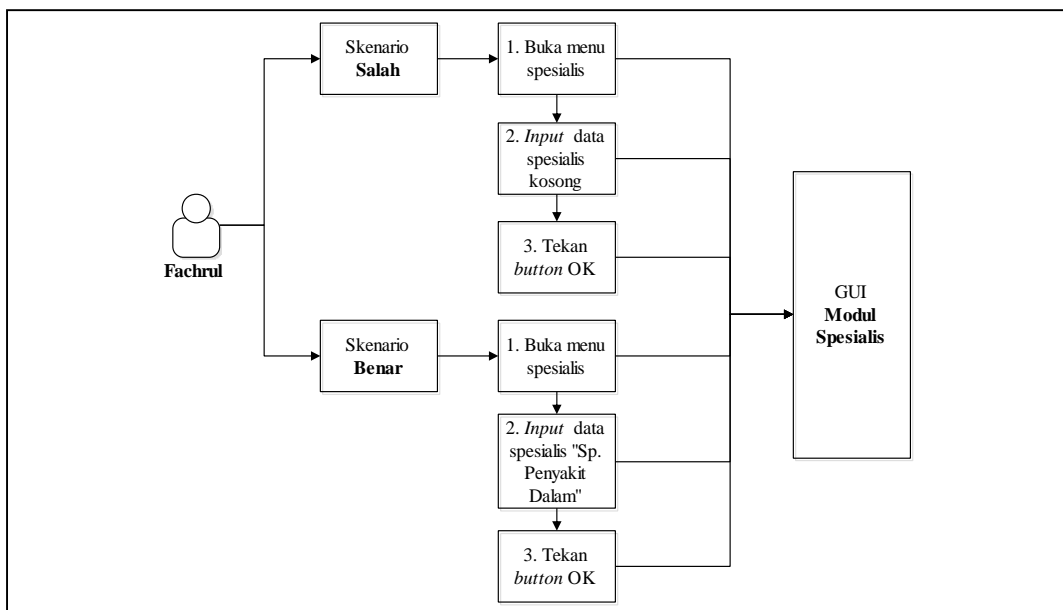 Skenario
Salah
1. Buka menu
spesialis
2. Input data
spesialis
kosong
3. Tekan
button OK
Fachrul
Skenario
Benar
1. Buka menu
spesialis
2. Input data
spesialis "Sp.
Penyakit
Dalam"
3. Tekan
button OK
GUI
Modul
Spesialis